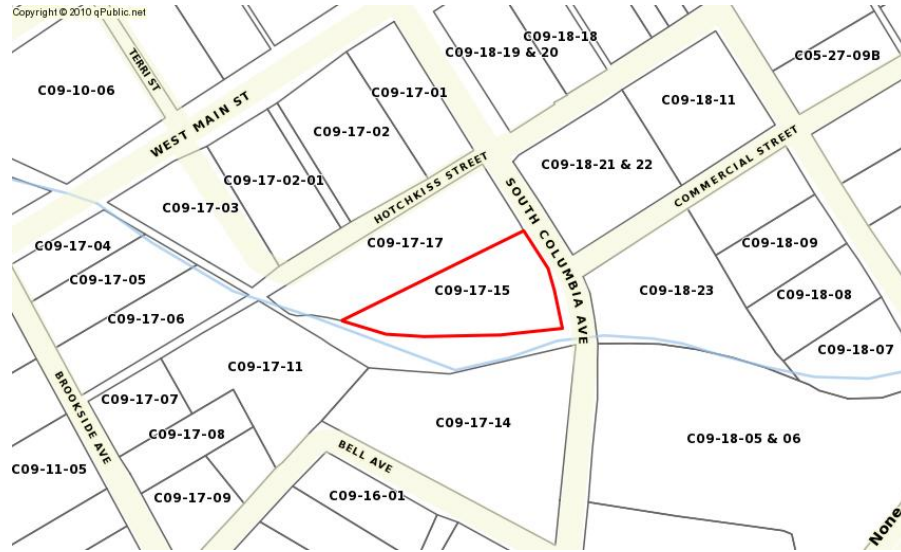 Copyright © 2010 qPublic.net
C09-18-18
C09-18-19 & 20
C05-27-09B
TERRI ST
C09-10-06
C09-17-01
C09-18-11
WEST MAIN ST
C09-17-02
C09-18-21 & 22
COMMERCIAL STREET
C09-17-02-01
HOTCHKISS STREET
C09-17-03
SOUTH COLUMBIA AVE
C09-17-04
C09-17-17
C09-18-09
C09-17-05
C09-17-15
C09-18-23
C09-18-08
C09-17-06
C09-18-07
C09-17-11
BROOKSIDE AVE
C09-17-07
C09-17-14
C09-17-08
C09-18-05 & 06
BELL AVE
C09-11-05
C09-17-09
C09-16-01
None